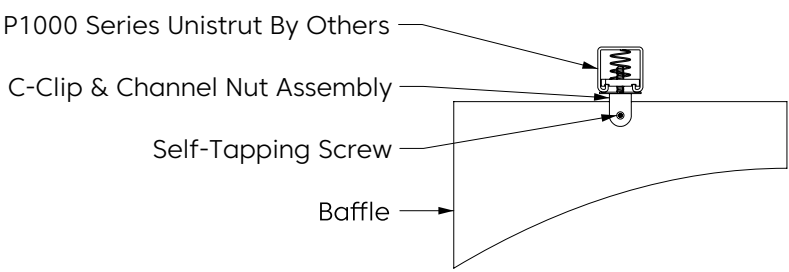 P1000 Series Unistrut By Others
C-Clip & Channel Nut Assembly
Self-Tapping Screw
Baffle